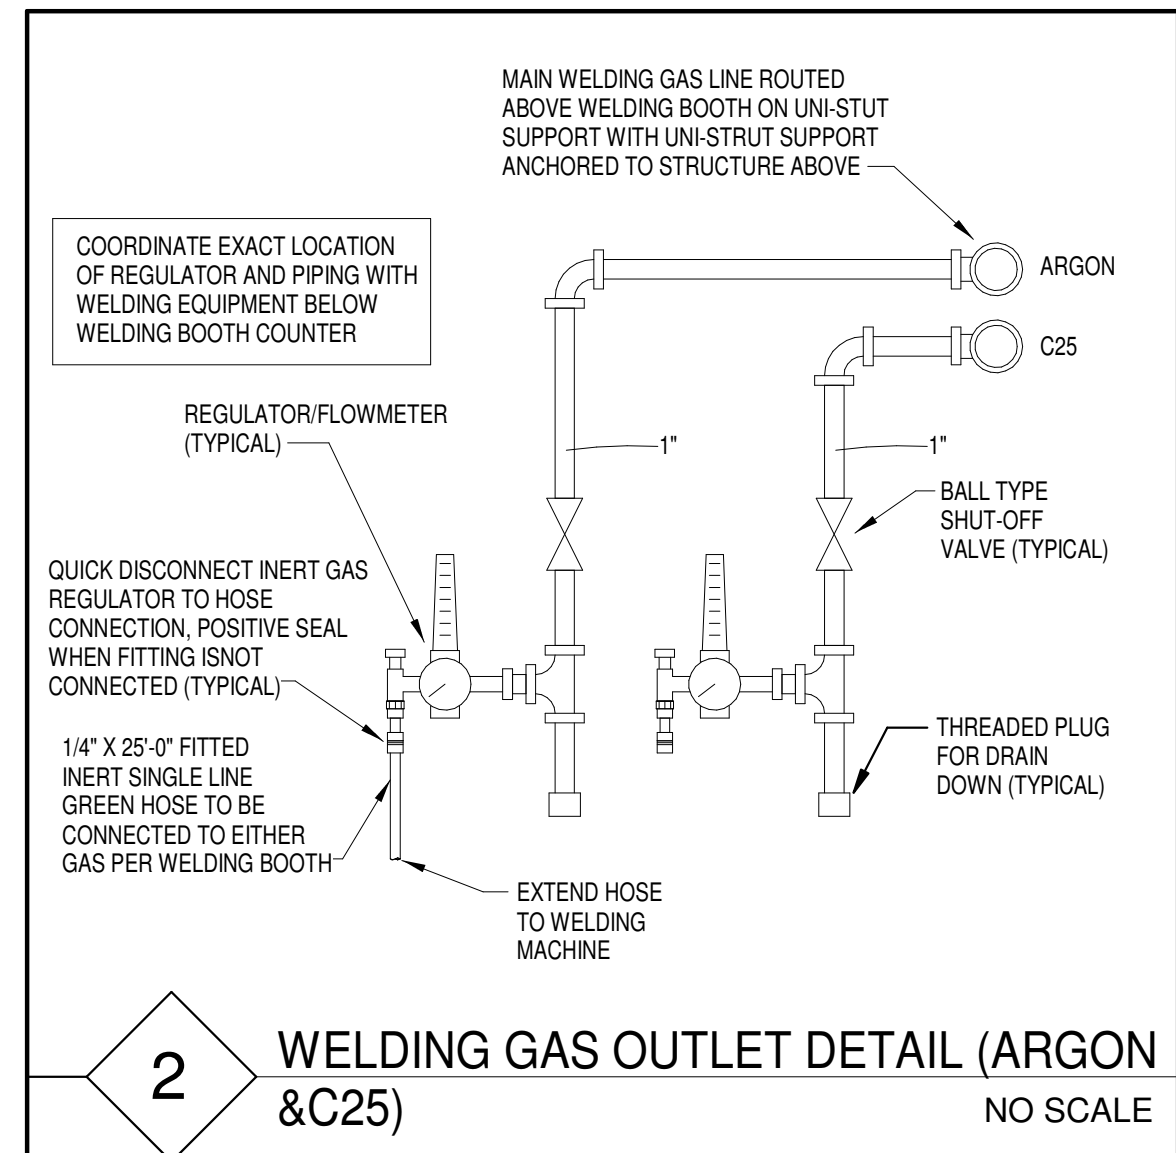 MAIN WELDING GAS LINE ROUTED
ABOVE WELDING BOOTH ON UNI-STUT
SUPPORT WITH UNI-STRUT SUPPORT
ANCHORED TO STRUCTURE ABOVE
COORDINATE EXACT LOCATION
OF REGULATOR AND PIPING WITH
WELDING EQUIPMENT BELOW
WELDING BOOTH COUNTER
ARGON
C25
REGULATOR/FLOWMETER
(TYPICAL)
1"
1"
BALL TYPE
SHUT-OFF
VALVE (TYPICAL)
QUICK DISCONNECT INERT GAS
REGULATOR TO HOSE
CONNECTION, POSITIVE SEAL
WHEN FITTING ISNOT
CONNECTED (TYPICAL)
1/4" X 25'-0" FITTED
INERT SINGLE LINE
GREEN HOSE TO BE
CONNECTED TO EITHER
GAS PER WELDING BOOTH
THREADED PLUG
FOR DRAIN
DOWN (TYPICAL)
EXTEND HOSE
TO WELDING
MACHINE
2
WELDING GAS OUTLET DETAIL (ARGON
&C25)
NO SCALE